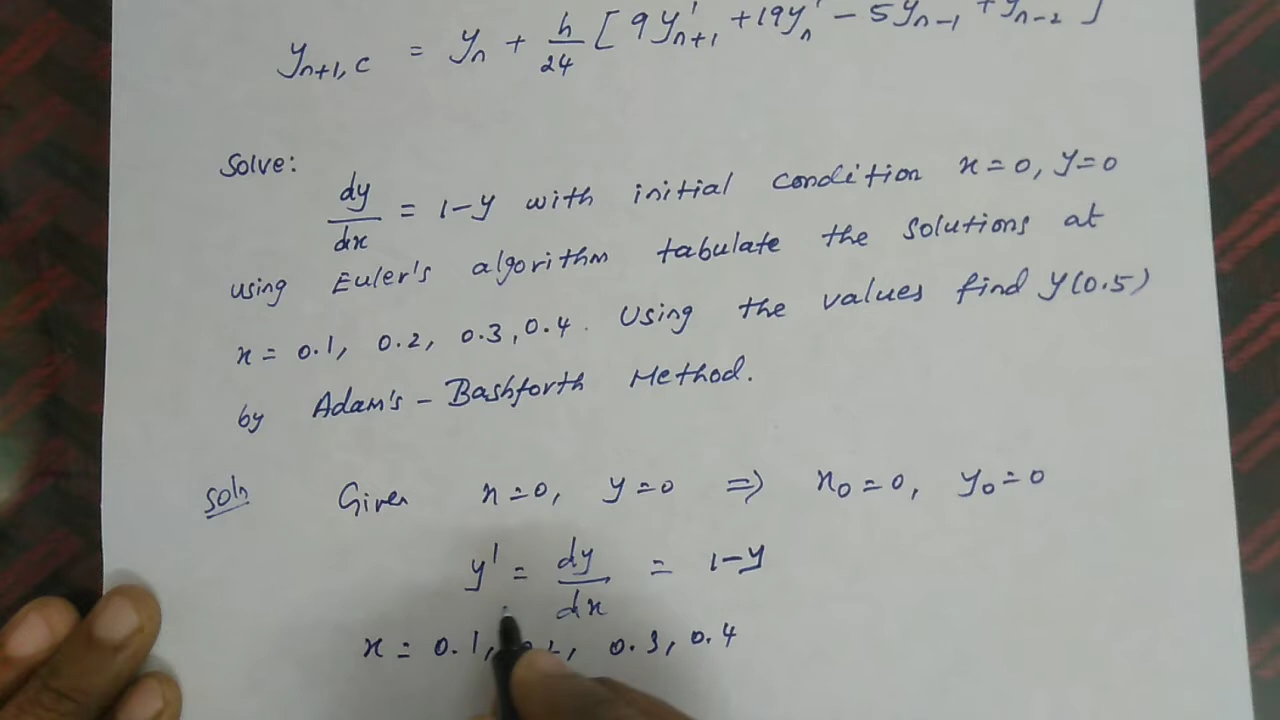 yₙ₊₁,c = yₙ + h/24 [ 9y'ₙ₊₁ + 19y'ₙ - 5yₙ₋₁ + yₙ₋₂ ]
Solve:
dy/dx = 1-y with initial condition x=0, y=0
using Euler's algorithm tabulate the solutions at
x = 0.1, 0.2, 0.3, 0.4. Using the values find y(0.5)
by Adam's - Bashforth Method.
Soln Given x=0, y=0 ⇒ x₀=0, y₀=0
y' = dy/dx = 1-y
x = 0.1, 0.3, 0.4